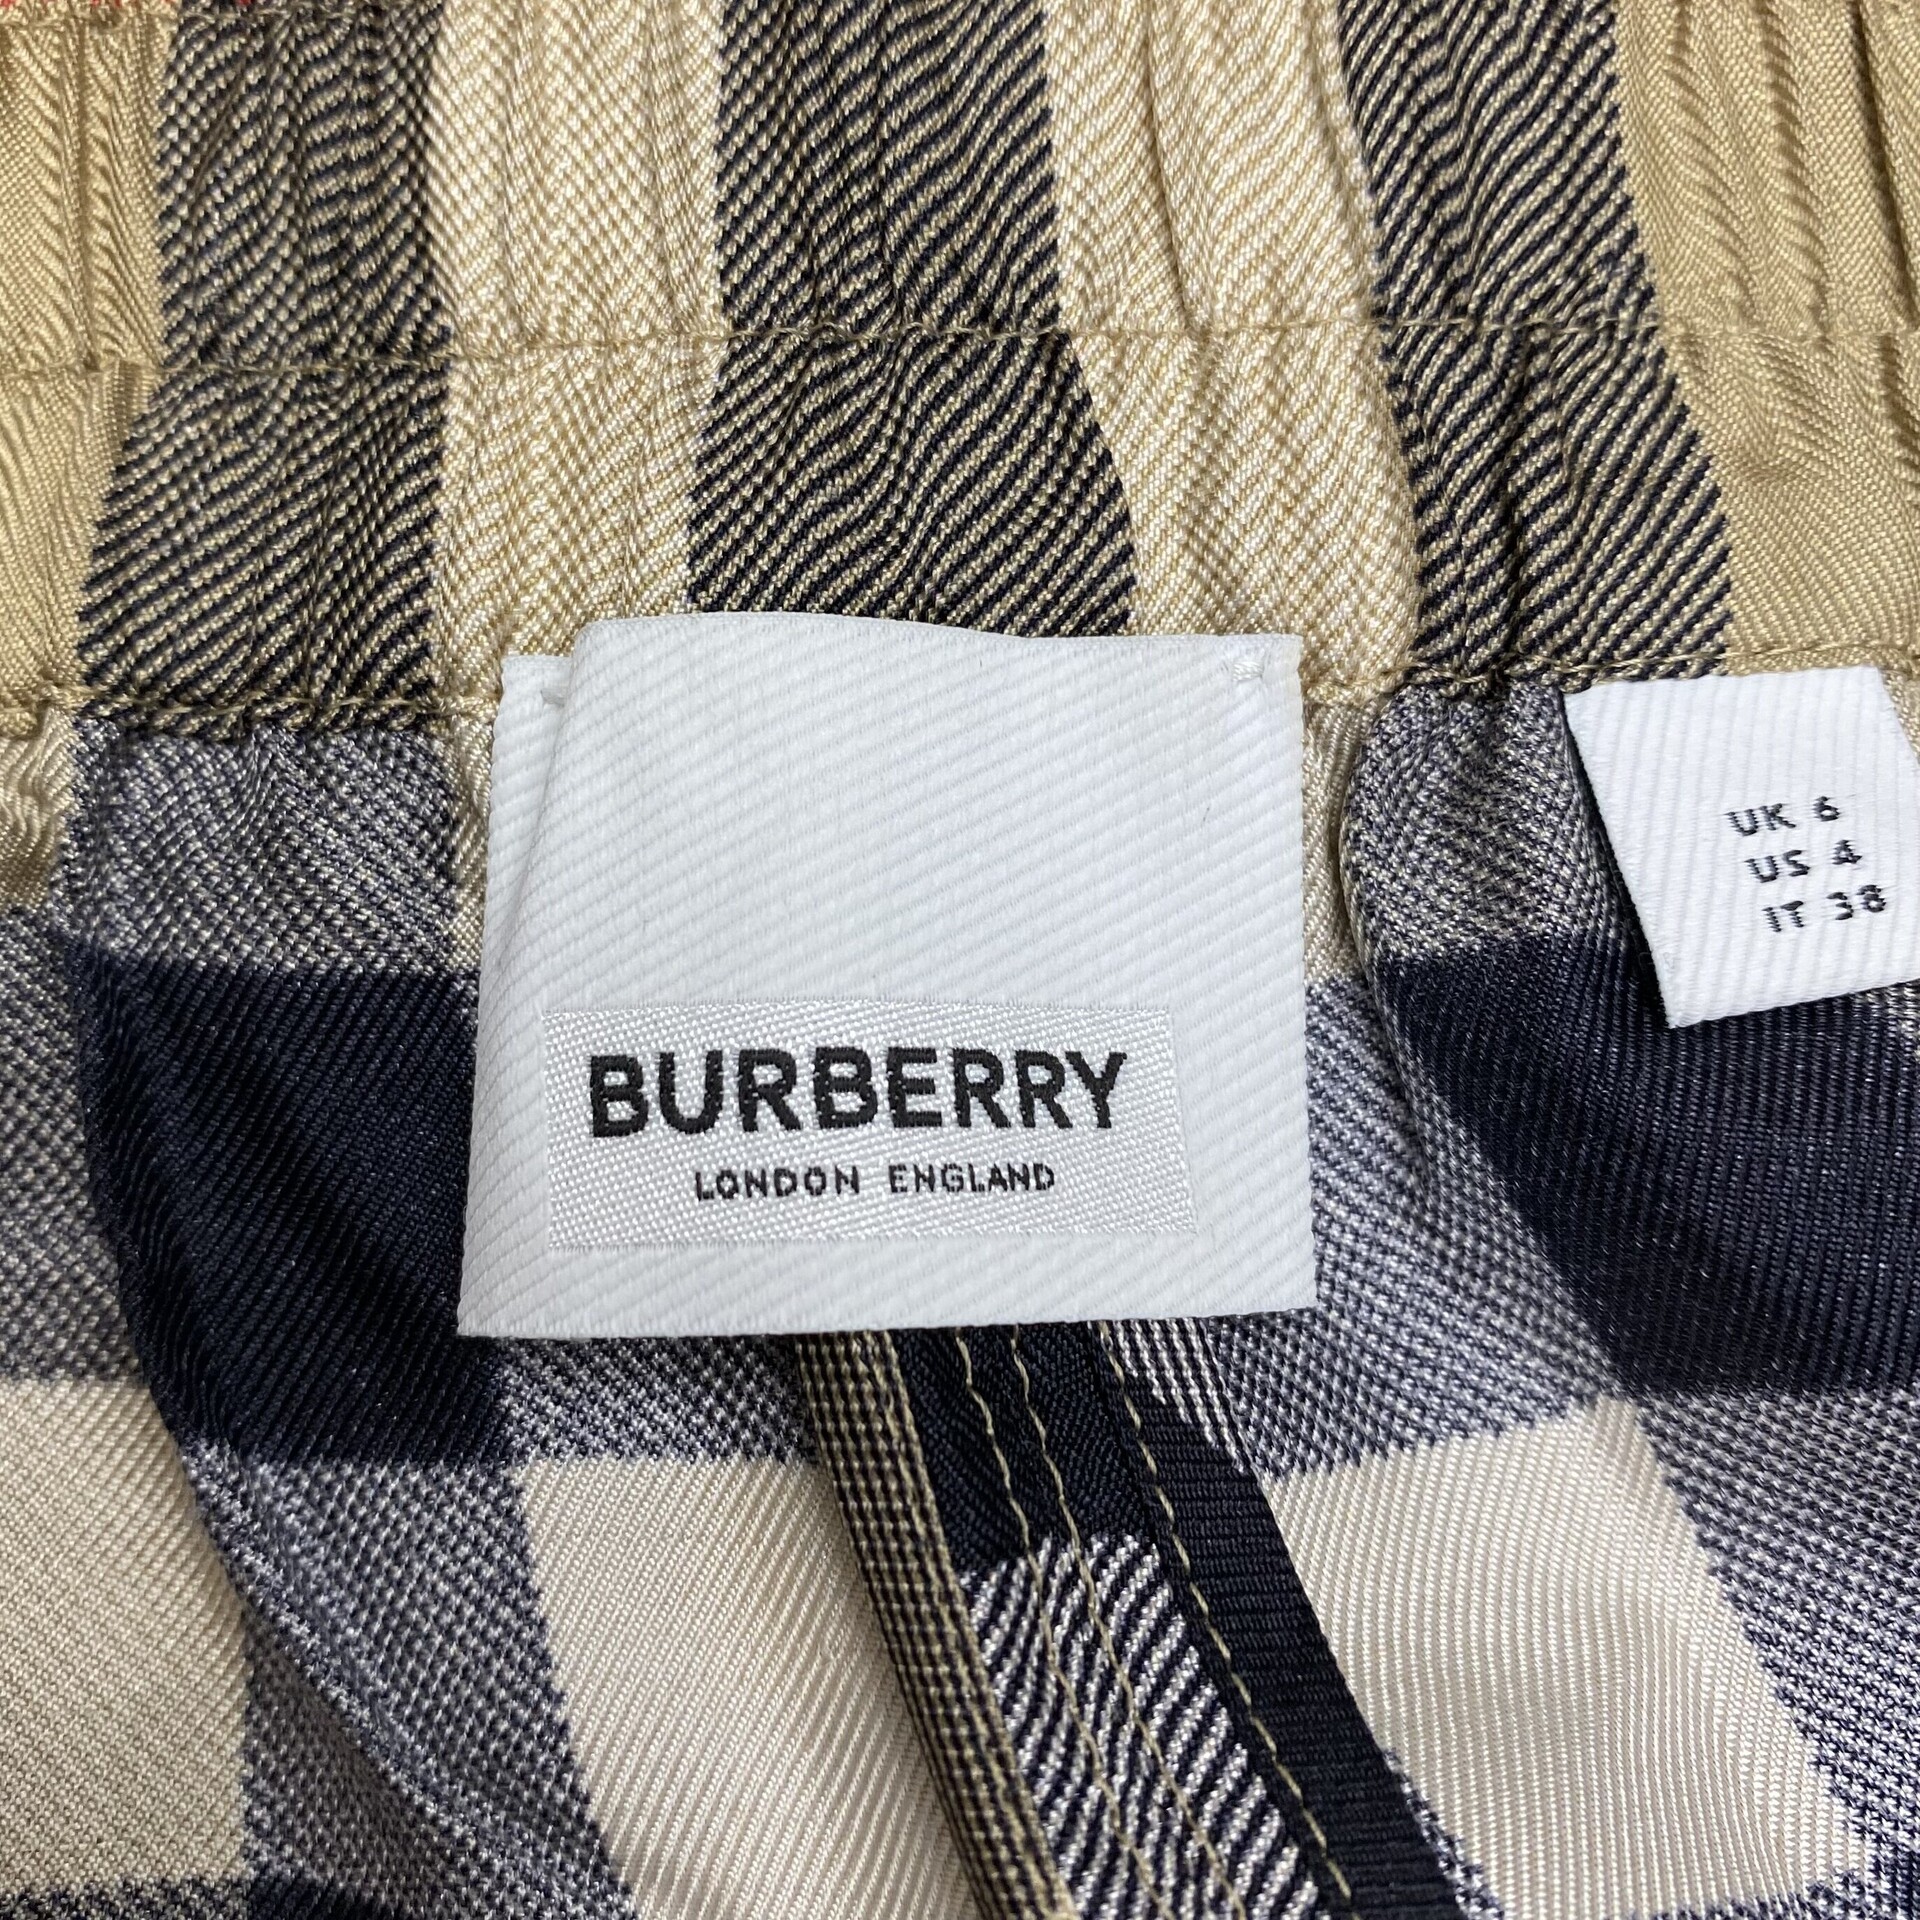 BURBERRY
LONDON ENGLAND
UK 6
US 4
IT 38